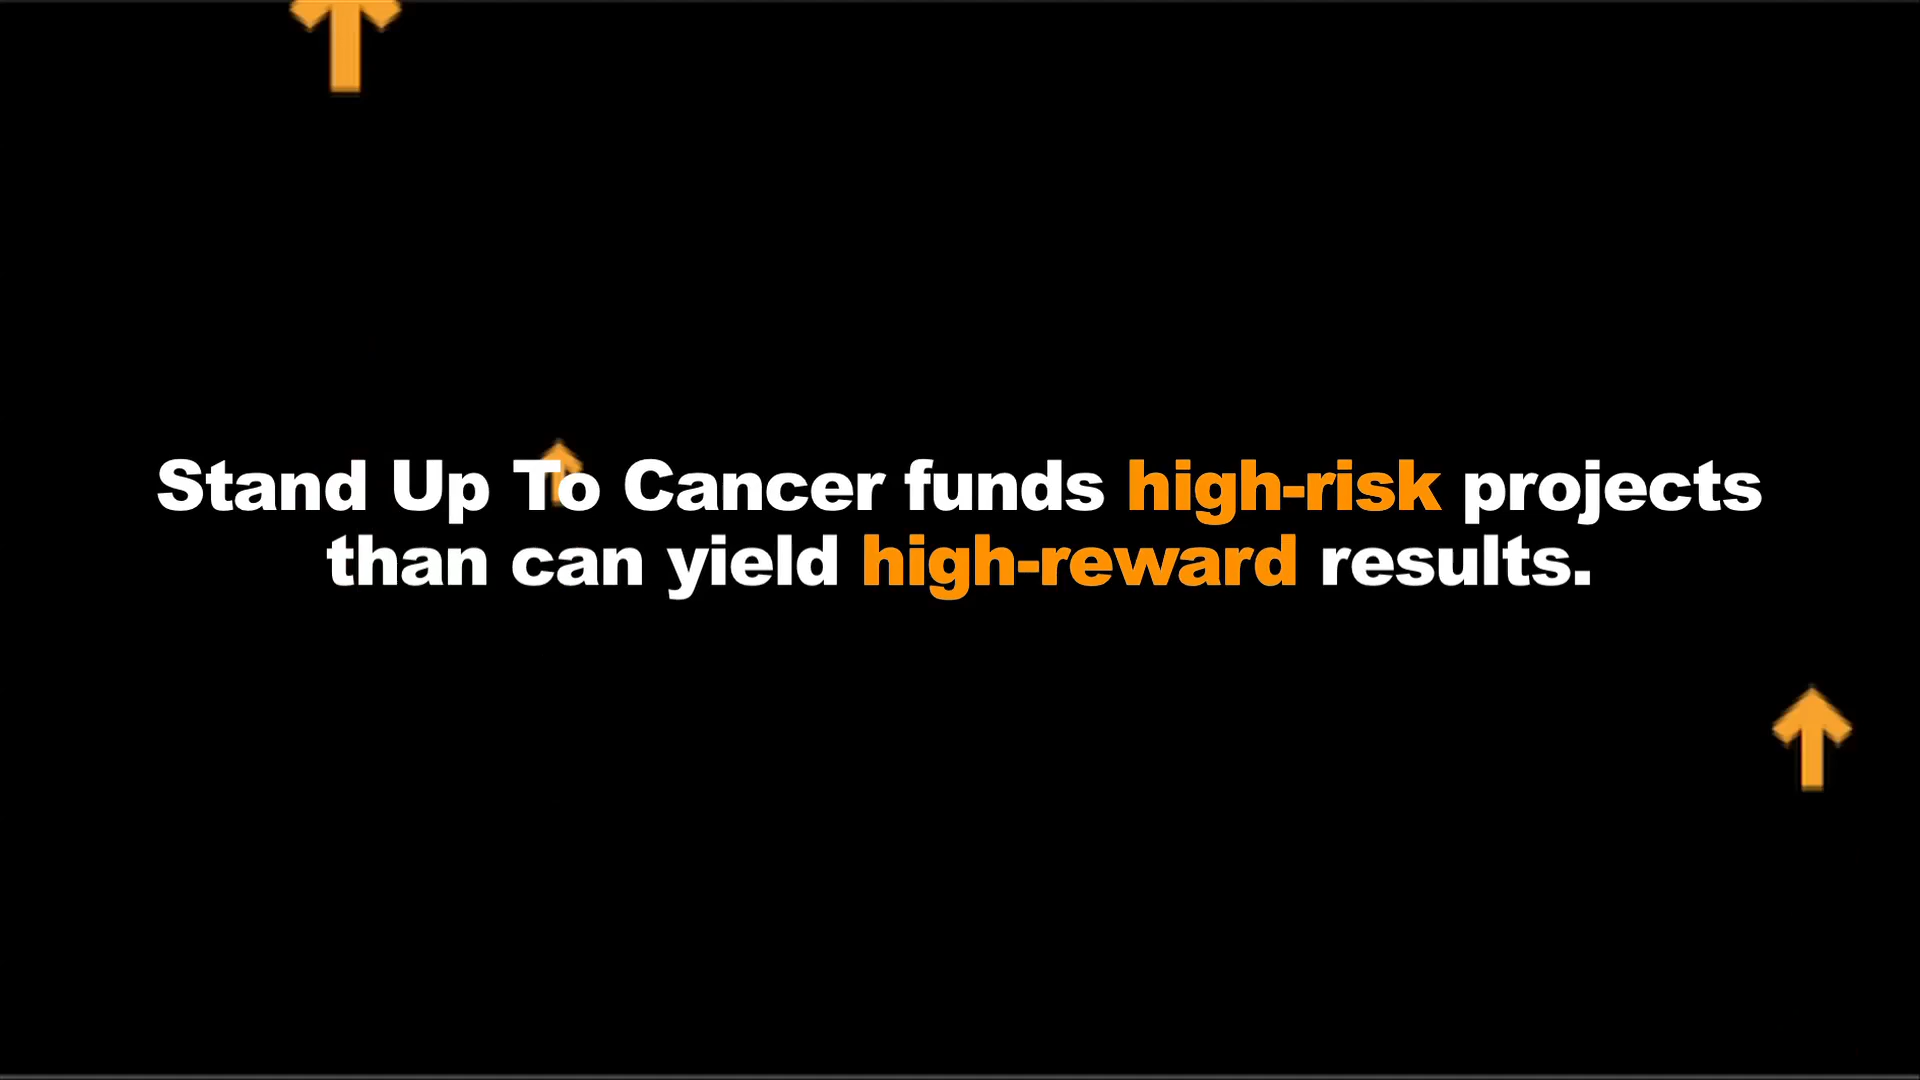 Stand Up To Cancer funds high-risk projects
than can yield high-reward results.